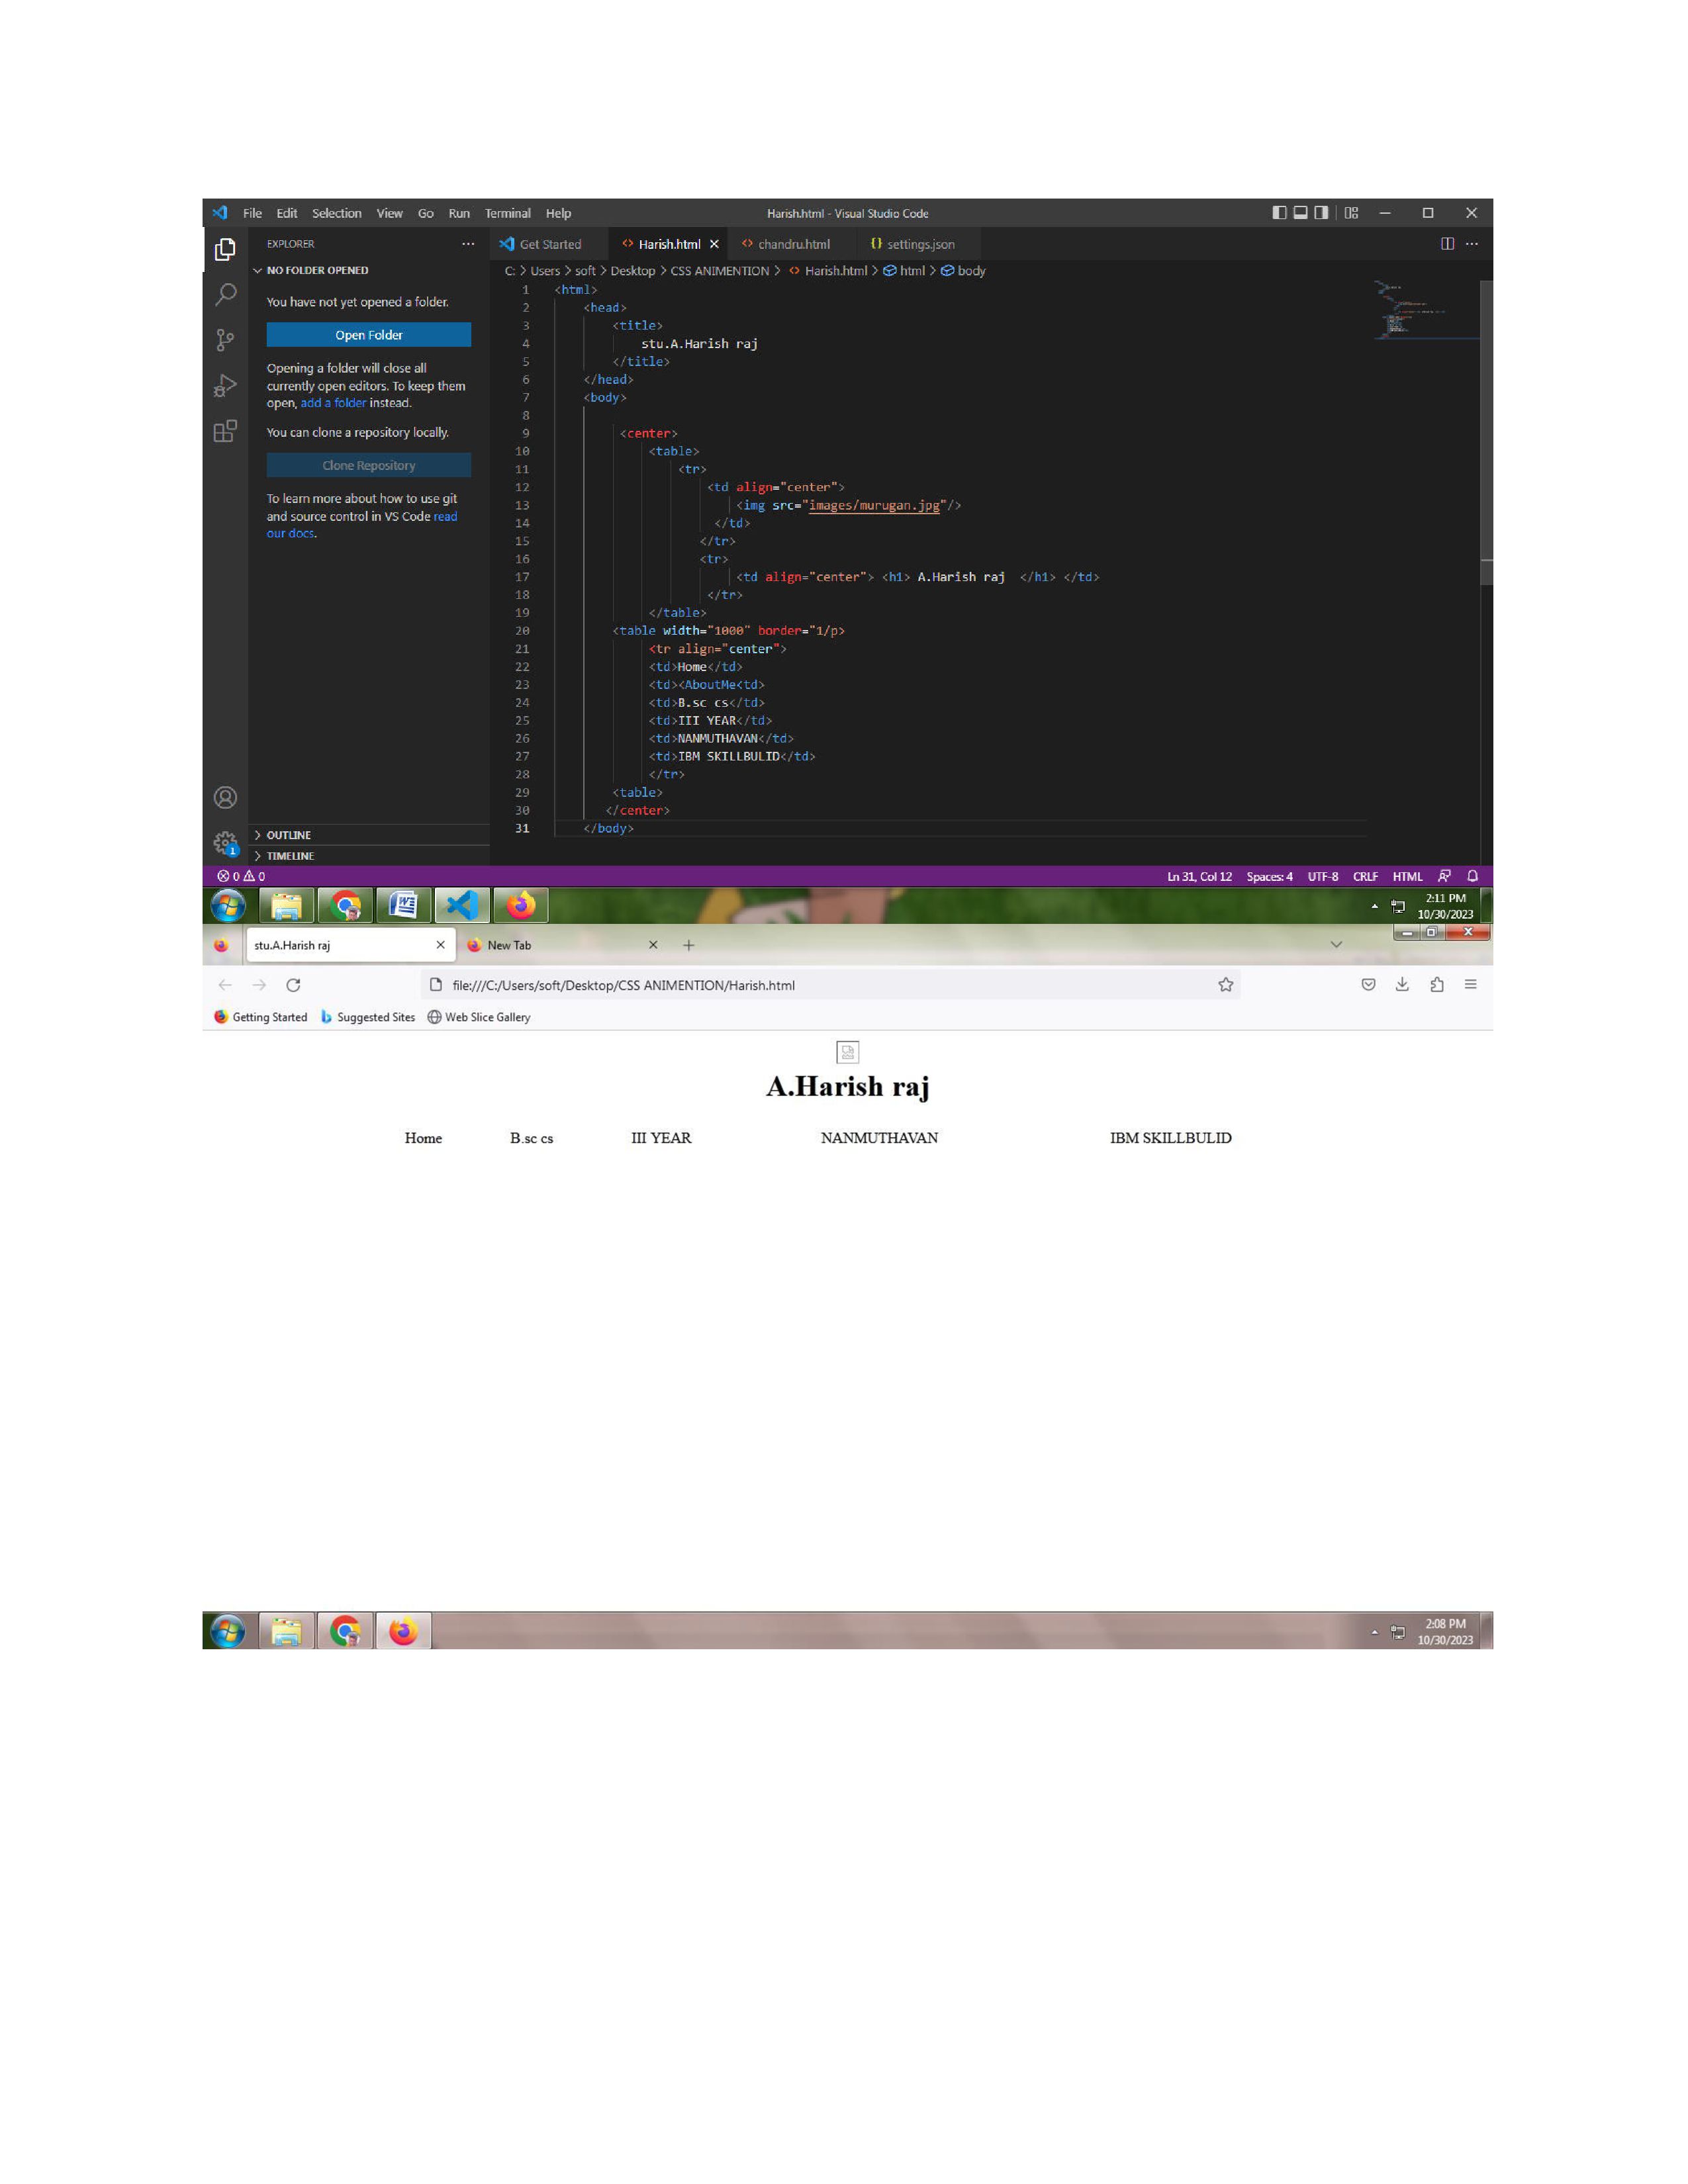 File Edit Selection View Go Run Terminal Help Harish.html - Visual Studio Code
EXPLORER ··· Get Started Harish.html chandru.html {} settings.json ···
NO FOLDER OPENED
C: > Users > soft > Desktop > CSS ANIMENTION > Harish.html > html > body
You have not yet opened a folder.
Open Folder
Opening a folder will close all
currently open editors. To keep them
open, add a folder instead.
You can clone a repository locally.
Clone Repository
To learn more about how to use git
and source control in VS Code read
our docs.
OUTLINE
TIMELINE
1 <html>
2 <head>
3 <title>
4 stu.A.Harish raj
5 </title>
6 </head>
7 <body>
8
9 <center>
10 <table>
11 <tr>
12 <td align="center">
13 <img src="images/murugan.jpg"/>
14 </td>
15 </tr>
16 <tr>
17 <td align="center"> <h1> A.Harish raj </h1> </td>
18 </tr>
19 </table>
20 <table width="1000" border="1/p>
21 <tr align="center">
22 <td>Home</td>
23 <td><AboutMe<td>
24 <td>B.sc cs</td>
25 <td>III YEAR</td>
26 <td>NANMUTHAVAN</td>
27 <td>IBM SKILLBULID</td>
28 </tr>
29 <table>
30 </center>
31 </body>
1
0 0 Ln 31, Col 12 Spaces: 4 UTF-8 CRLF HTML
2:11 PM
10/30/2023
stu.A.Harish raj New Tab
file:///C:/Users/soft/Desktop/CSS ANIMENTION/Harish.html
Getting Started Suggested Sites Web Slice Gallery
A.Harish raj
Home B.sc cs III YEAR NANMUTHAVAN IBM SKILLBULID
2:08 PM
10/30/2023